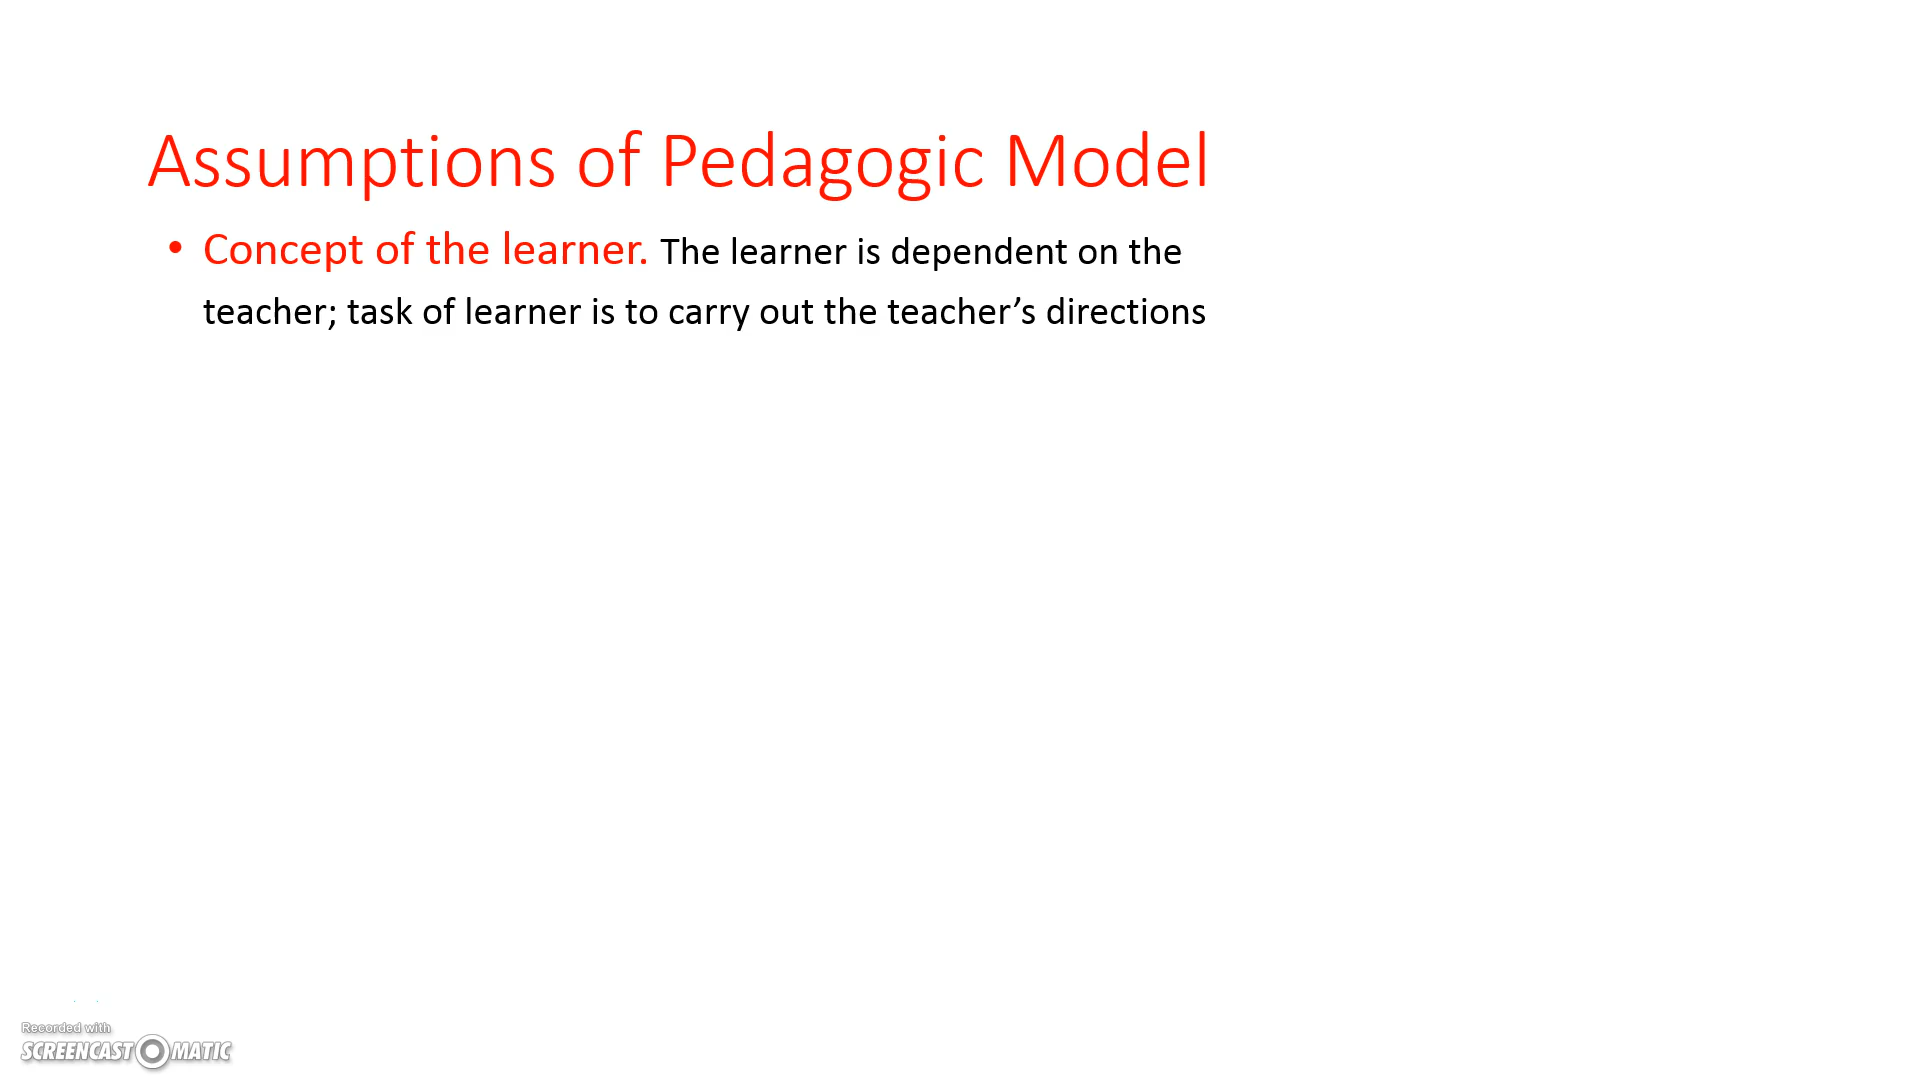 Assumptions of Pedagogic Model
• Concept of the learner. The learner is dependent on the
teacher; task of learner is to carry out the teacher’s directions
Recorded with
SCREENCAST MATIC